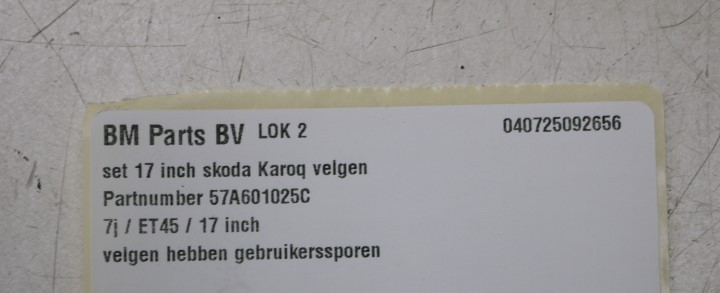 BM Parts BV LOK 2 040725092656
set 17 inch skoda Karoq velgen
Partnumber 57A601025C
7j / ET45 / 17 inch
velgen hebben gebruikerssporen